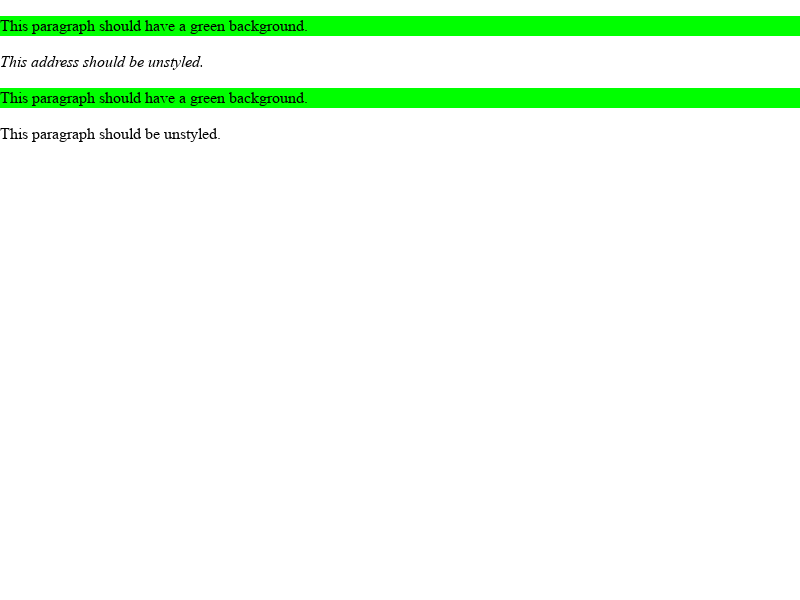 This paragraph should have a green background.
This address should be unstyled.
This paragraph should have a green background.
This paragraph should be unstyled.